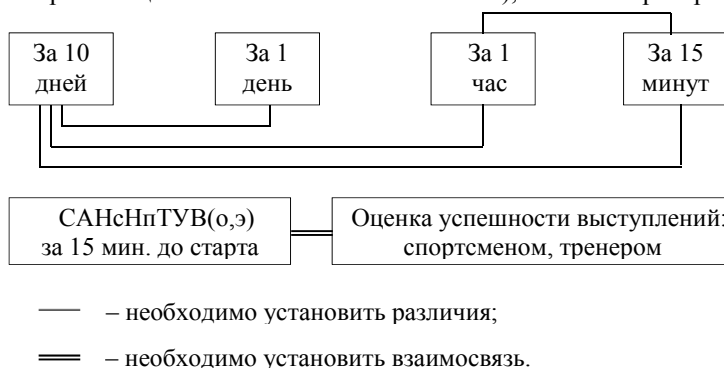 За 10 За 1 За 1 За 15
дней день час минут
САНсНпТУВ(о,э) Оценка успешности выступлений:
за 15 мин. до старта спортсменом, тренером
– необходимо установить различия;
– необходимо установить взаимосвязь.